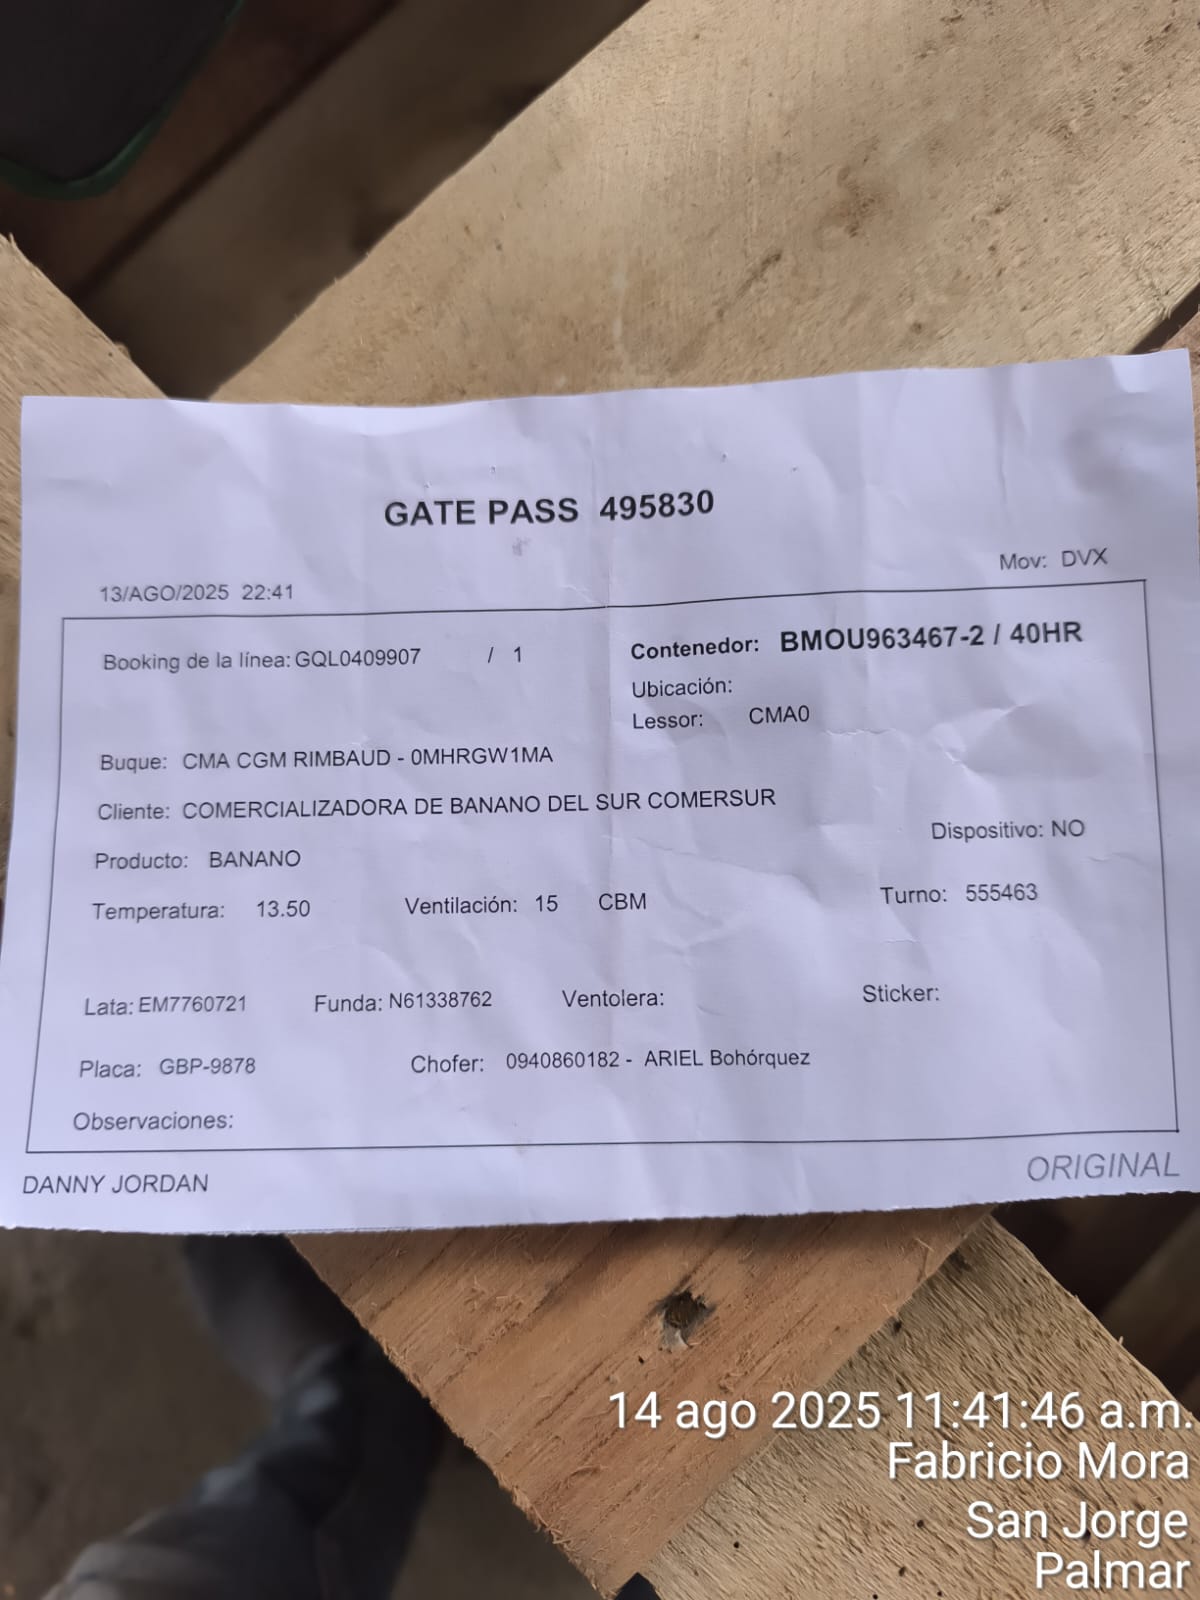 GATE PASS 495830
Mov: DVX
13/AGO/2025 22:41
Booking de la línea: GQL0409907 / 1
Contenedor: BMOU963467-2 / 40HR
Ubicación:
Lessor: CMA0
Buque: CMA CGM RIMBAUD - 0MHRGW1MA
Cliente: COMERCIALIZADORA DE BANANO DEL SUR COMERSUR
Dispositivo: NO
Producto: BANANO
Temperatura: 13.50 Ventilación: 15 CBM Turno: 555463
Lata: EM7760721 Funda: N61338762 Ventolera: Sticker:
Placa: GBP-9878 Chofer: 0940860182 - ARIEL Bohórquez
Observaciones:
DANNY JORDAN ORIGINAL
14 ago 2025 11:41:46 a.m.
Fabricio Mora
San Jorge
Palmar